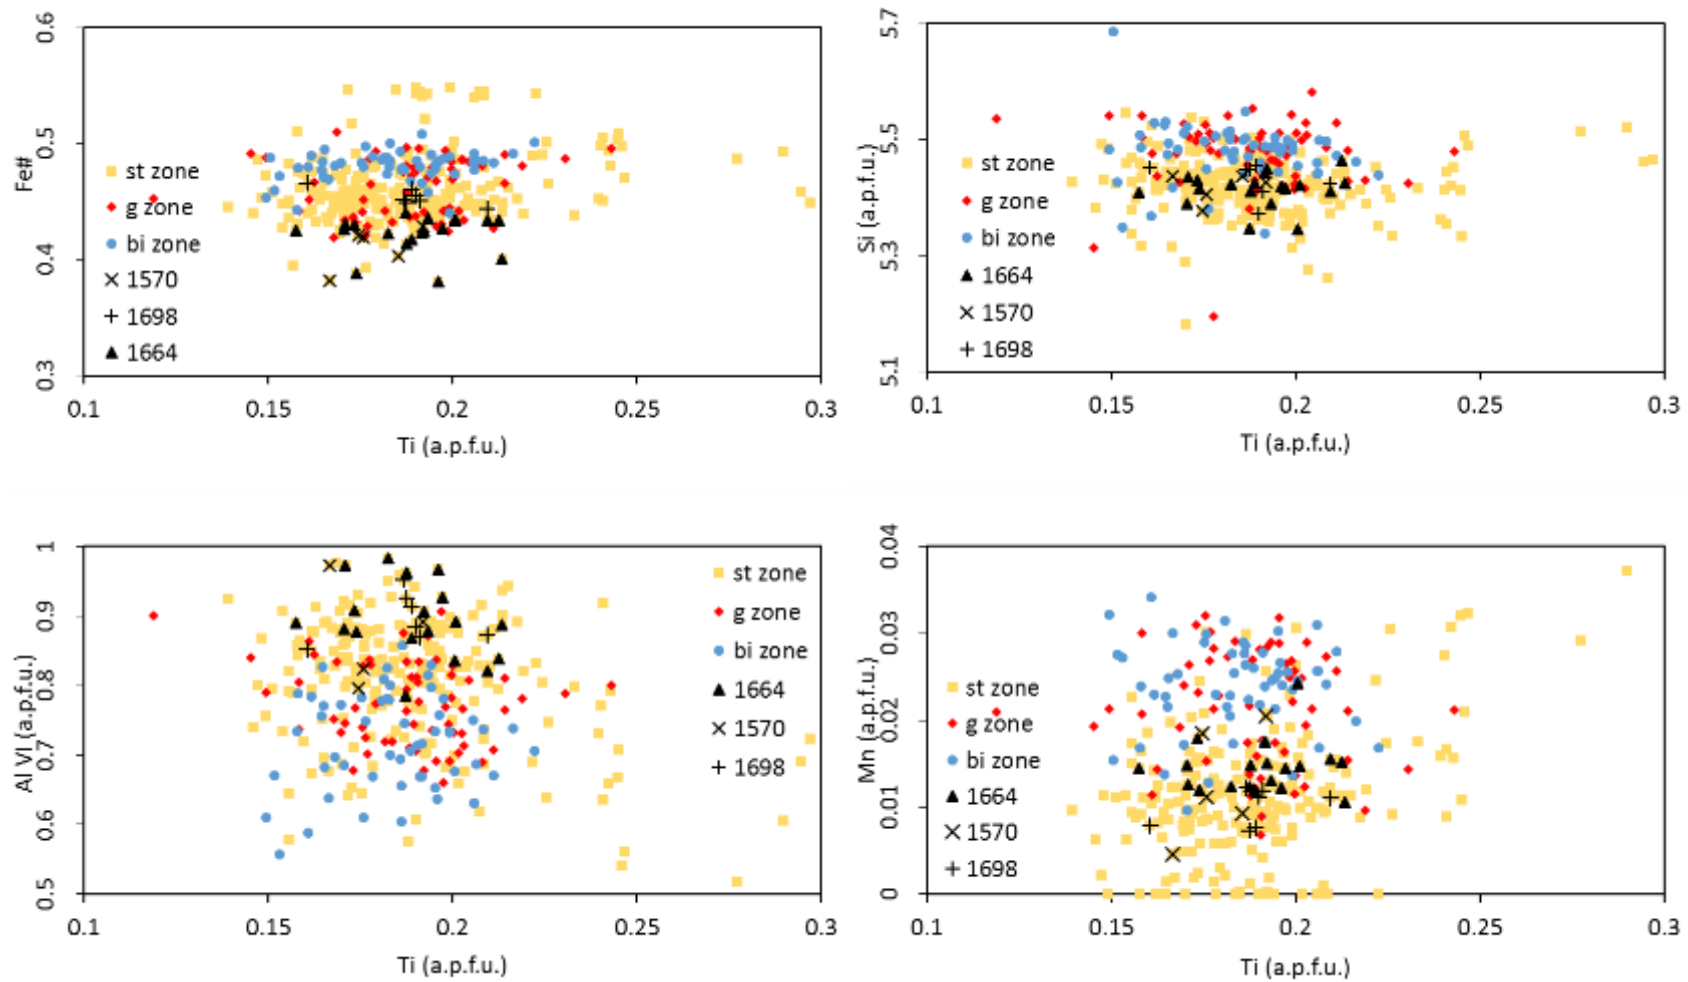 0.6
0.5
0.4
0.3
Fe#
st zone
g zone
bi zone
1570
1698
1664
0.1 0.15 0.2 0.25 0.3
Ti (a.p.f.u.)
5.7
5.5
5.3
5.1
Si (a.p.f.u.)
st zone
g zone
bi zone
1664
1570
1698
0.1 0.15 0.2 0.25 0.3
Ti (a.p.f.u.)
1
0.9
0.8
0.7
0.6
0.5
Al VI (a.p.f.u.)
st zone
g zone
bi zone
1664
1570
1698
0.1 0.15 0.2 0.25 0.3
Ti (a.p.f.u.)
0.04
0.03
0.02
0.01
0
Mn (a.p.f.u.)
st zone
g zone
bi zone
1664
1570
1698
0.1 0.15 0.2 0.25 0.3
Ti (a.p.f.u.)